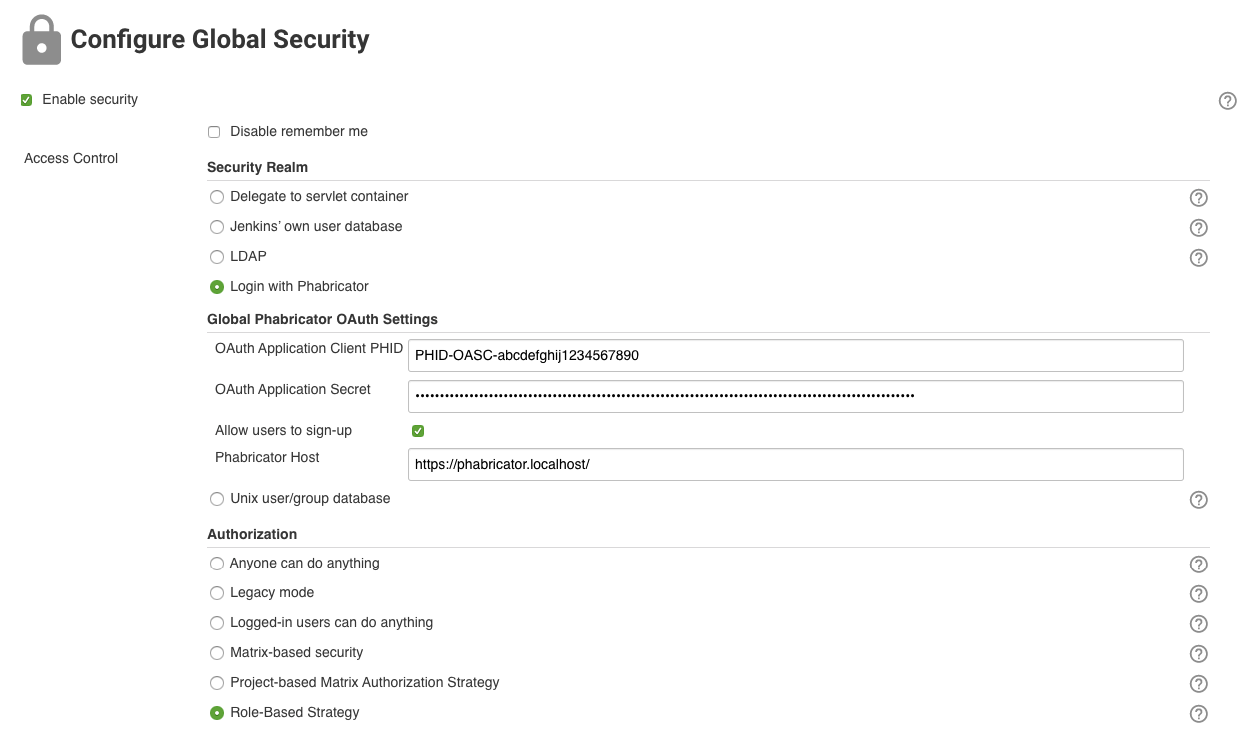 Configure Global Security
Enable security
Disable remember me
Access Control
Security Realm
Delegate to servlet container
Jenkins’ own user database
LDAP
Login with Phabricator
Global Phabricator OAuth Settings
OAuth Application Client PHID PHID-OASC-abcdefghij1234567890
OAuth Application Secret
Allow users to sign-up
Phabricator Host https://phabricator.localhost/
Unix user/group database
Authorization
Anyone can do anything
Legacy mode
Logged-in users can do anything
Matrix-based security
Project-based Matrix Authorization Strategy
Role-Based Strategy